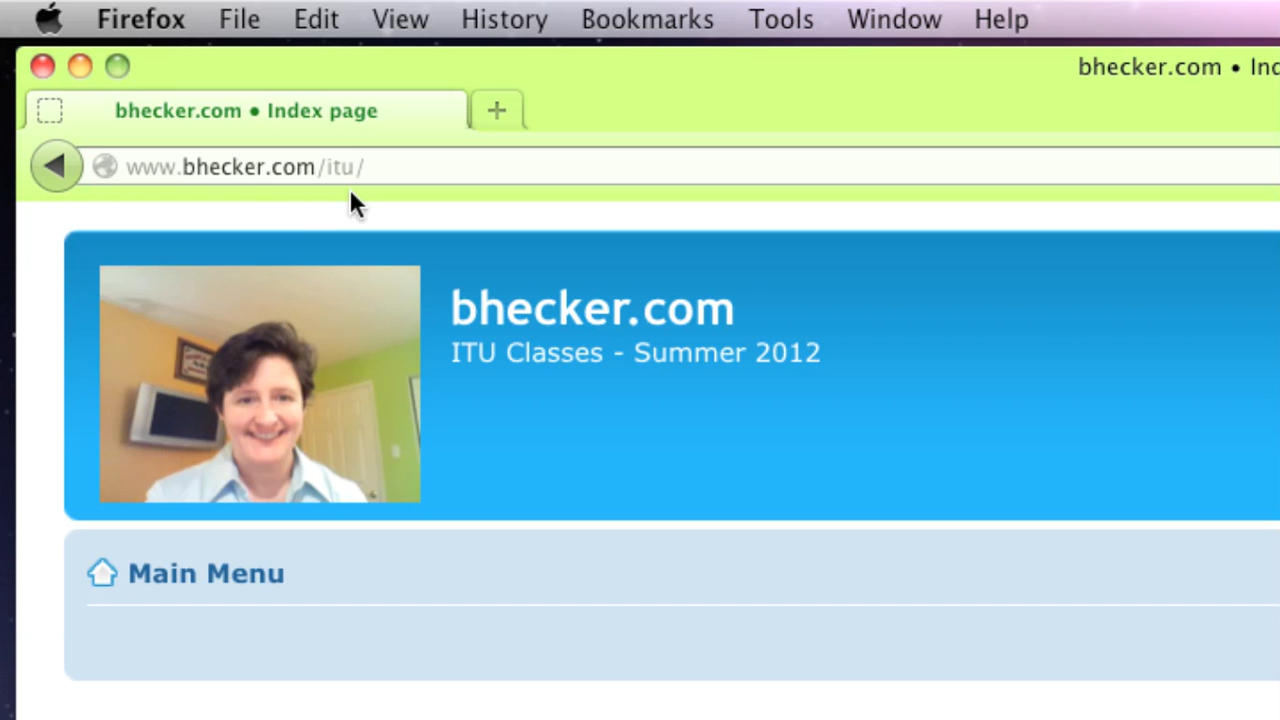 Firefox File Edit View History Bookmarks Tools Window Help
bhecker.com • Ind
bhecker.com • Index page
www.bhecker.com/itu/
bhecker.com
ITU Classes - Summer 2012
Main Menu